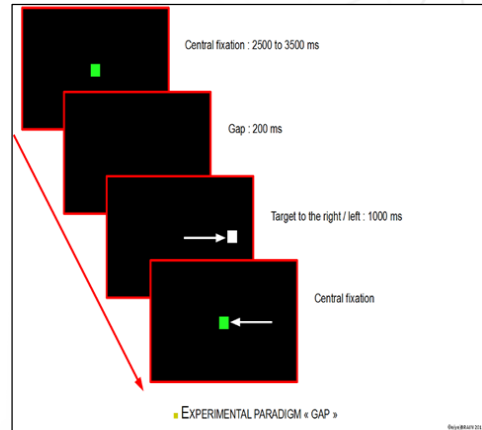 Central fixation : 2500 to 3500 ms
Gap : 200 ms
Target to the right / left : 1000 ms
Central fixation
EXPERIMENTAL PARADIGM « GAP »